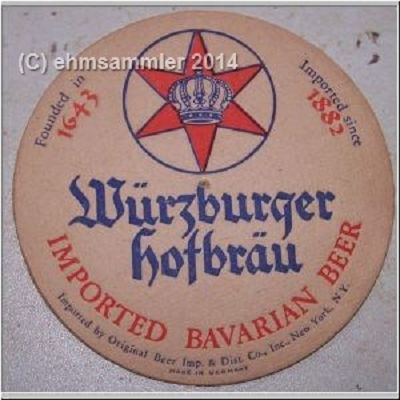 (C) ehmsammler 2014
Founded in
1643
Imported since
1882
Würzburger
Hofbräu
IMPORTED BAVARIAN BEER
Imported by Original Beer Imp. & Dist. Co., Inc., New York, N.Y.
MADE IN GERMANY